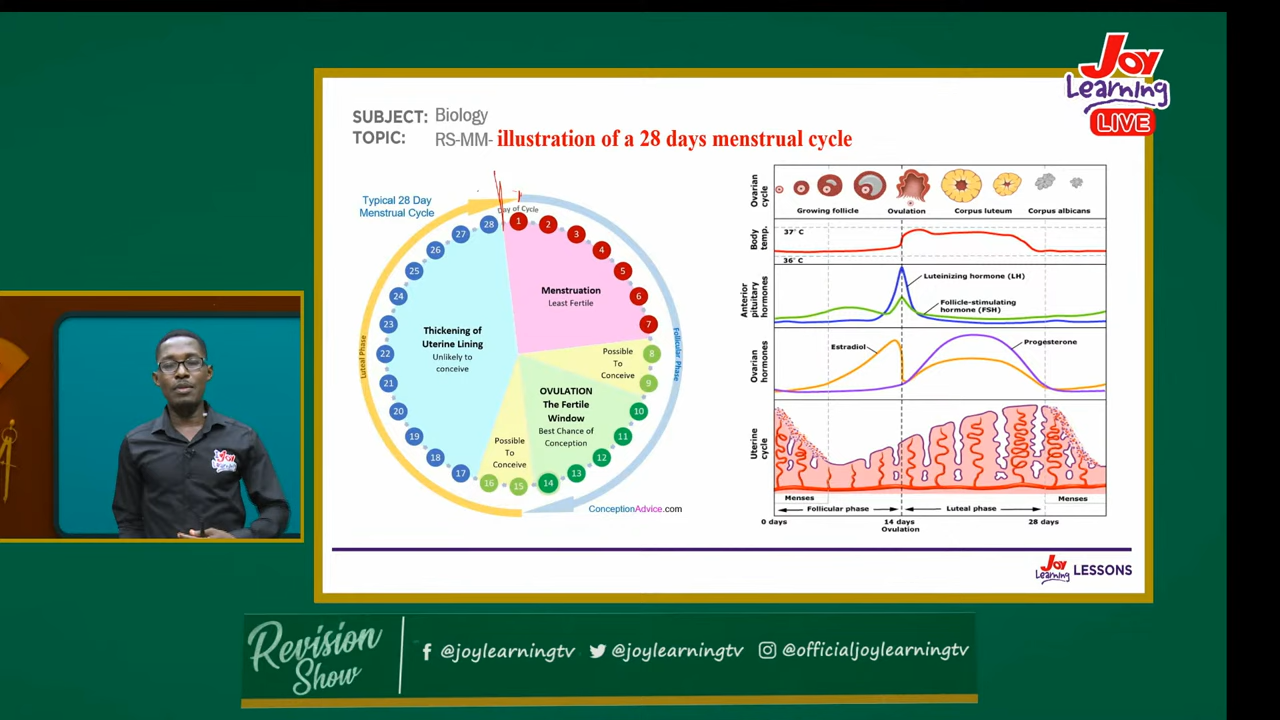 Joy
Learning
LIVE
SUBJECT: Biology
TOPIC: RS-MM- illustration of a 28 days menstrual cycle
Typical 28 Day
Menstrual Cycle
Day of Cycle
1
2
3
4
5
6
7
8
9
10
11
12
13
14
15
16
17
18
19
20
21
22
23
24
25
26
27
28
Menstruation
Least Fertile
Possible
To
Conceive
OVULATION
The Fertile
Window
Best Chance of
Conception
Possible
To
Conceive
Thickening of
Uterine Lining
Unlikely to
conceive
Luteal Phase
Follicular Phase
ConceptionAdvice.com
Ovarian
cycle
Growing follicle
Ovulation
Corpus luteum
Corpus albicans
Body
temp.
37° C
36° C
Anterior
pituitary
hormones
Luteinizing hormone (LH)
Follicle-stimulating
hormone (FSH)
Ovarian
hormones
Estradiol
Progesterone
Uterine
cycle
Menses
Menses
Follicular phase
Luteal phase
0 days
14 days
Ovulation
28 days
Joy
Learning LESSONS
Joy
Learning
Revision
Show
@joylearningtv
@joylearningtv
@officialjoylearningtv